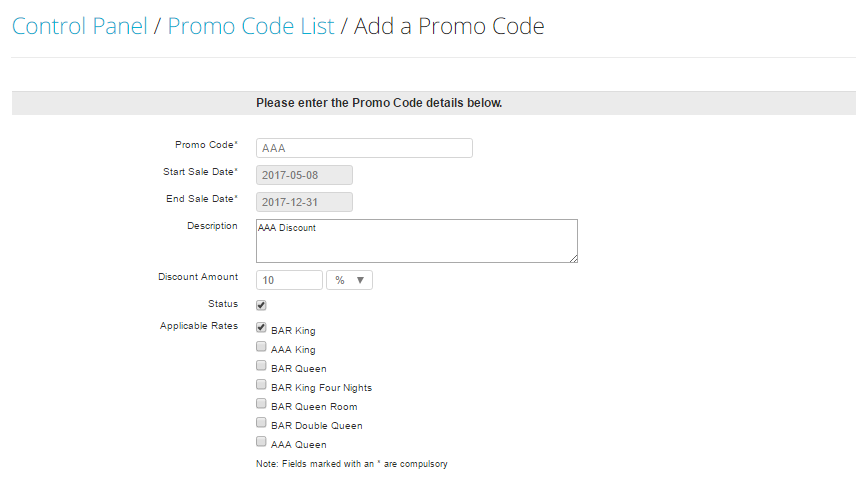 Control Panel / Promo Code List / Add a Promo Code
Please enter the Promo Code details below.
Promo Code* AAA
Start Sale Date* 2017-05-08
End Sale Date* 2017-12-31
Description AAA Discount
Discount Amount 10 % ▼
Status
Applicable Rates BAR King
AAA King
BAR Queen
BAR King Four Nights
BAR Queen Room
BAR Double Queen
AAA Queen
Note: Fields marked with an * are compulsory